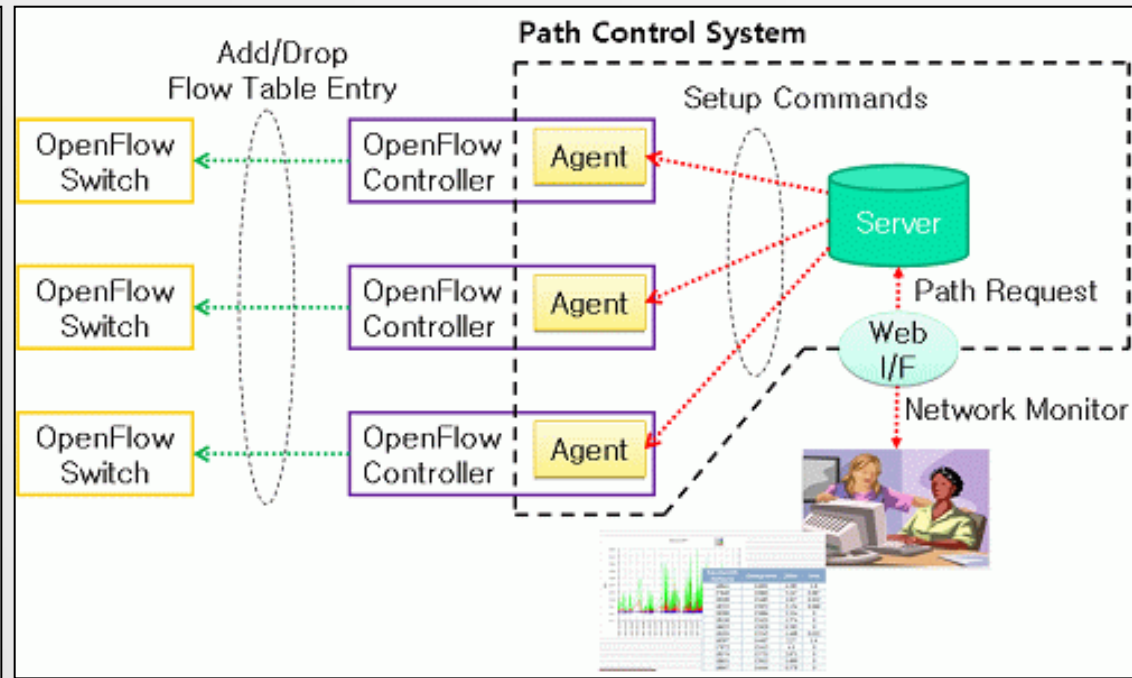 Path Control System
Add/Drop
Flow Table Entry
Setup Commands
OpenFlow
Switch
OpenFlow
Controller
Agent
Server
OpenFlow
Switch
OpenFlow
Controller
Agent
Path Request
Web
I/F
Network Monitor
OpenFlow
Switch
OpenFlow
Controller
Agent